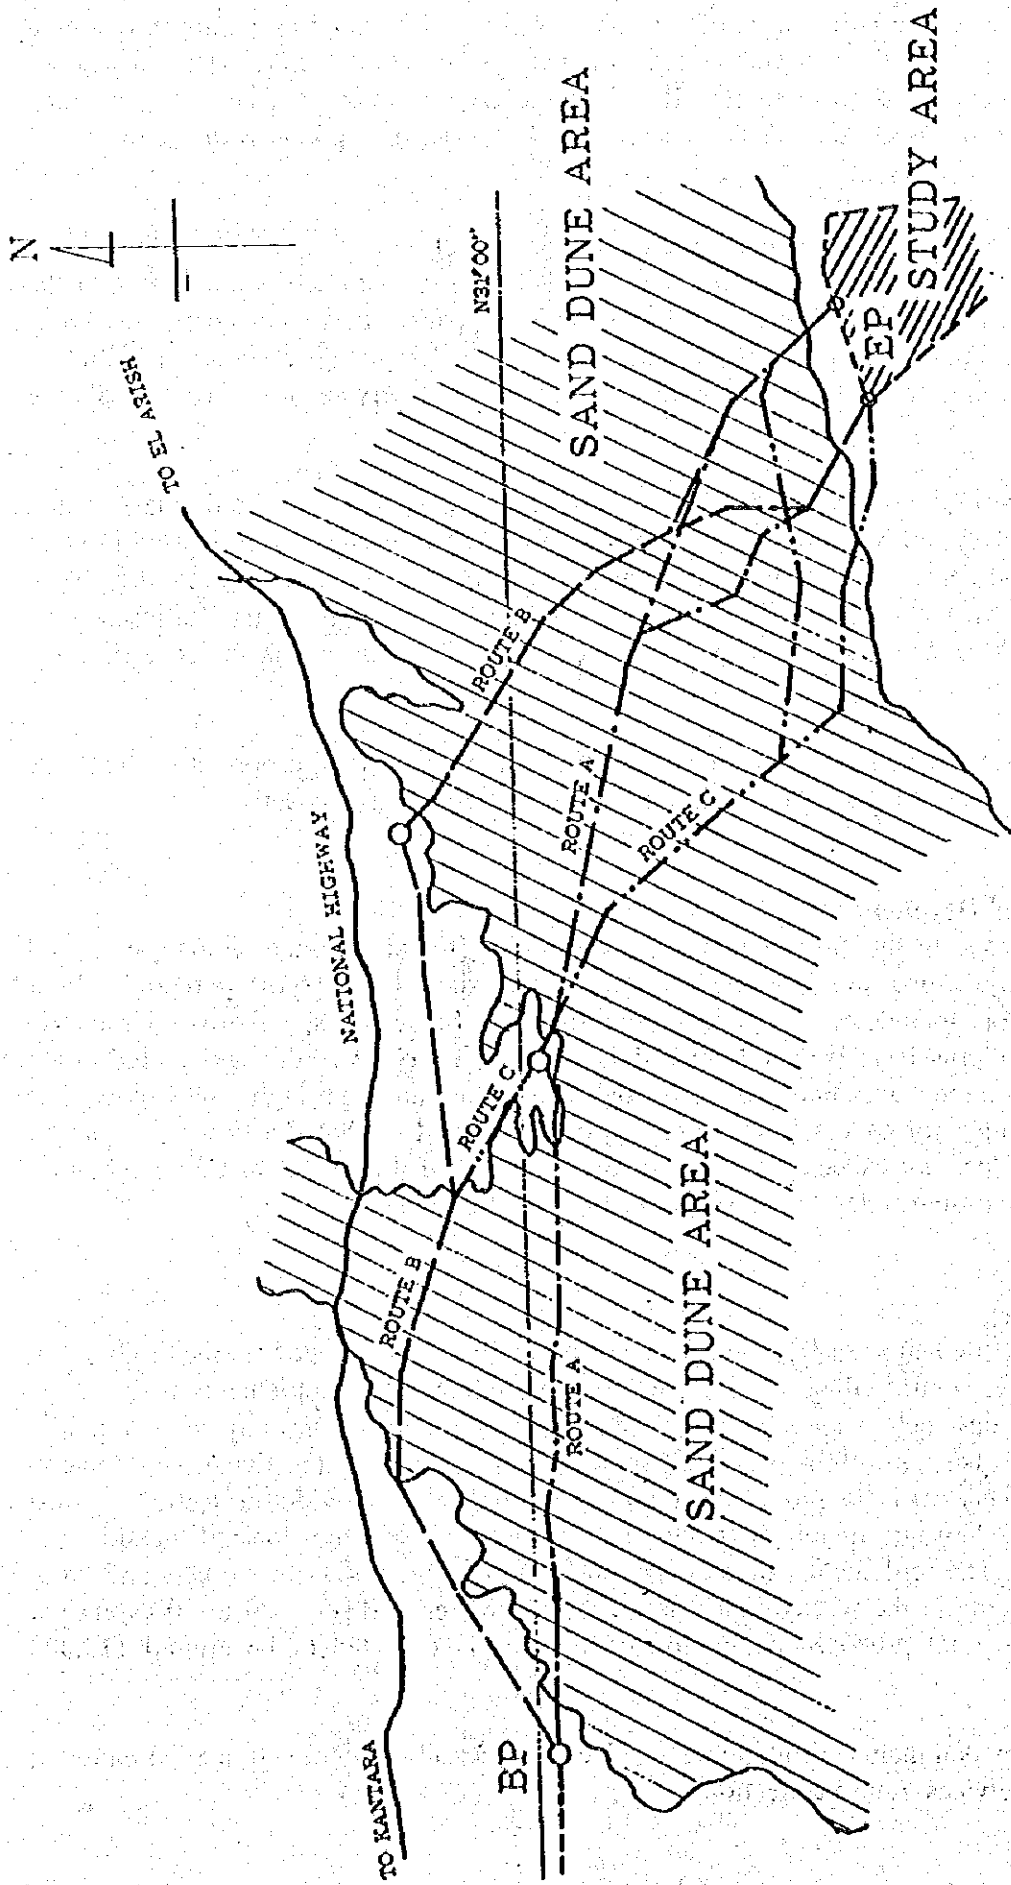 N
TO EL ARISH
N31°00'
SAND DUNE AREA
STUDY AREA
EP
ROUTE B
ROUTE A
ROUTE C
NATIONAL HIGHWAY
ROUTE C
ROUTE B
ROUTE A
SAND DUNE AREA
BP
TO KANTARA